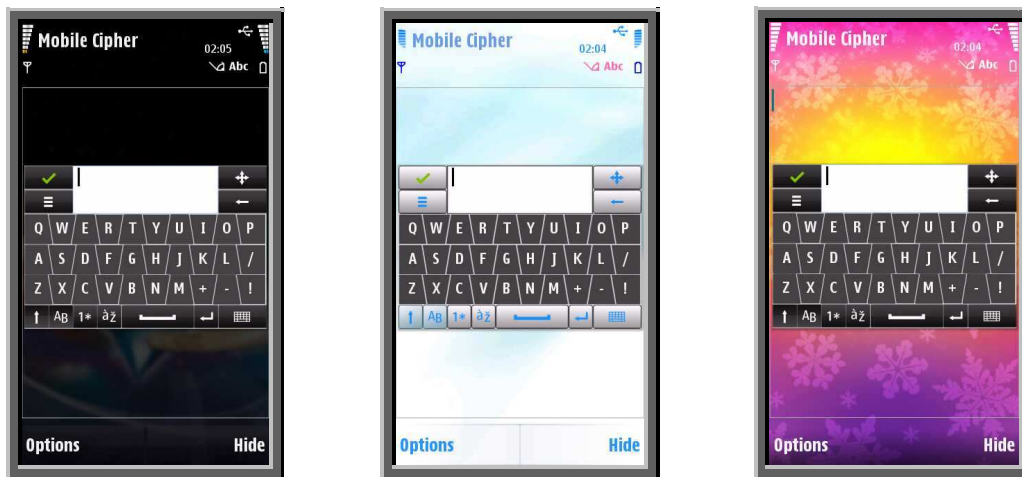 Mobile Cipher
02:05
Abc
Q W E R T Y U I O P
A S D F G H J K L /
Z X C V B N M + - !
AB 1* àž
Options Hide
Mobile Cipher
02:04
Abc
Q W E R T Y U I O P
A S D F G H J K L /
Z X C V B N M + - !
AB 1* àž
Options Hide
Mobile Cipher
02:04
Abc
Q W E R T Y U I O P
A S D F G H J K L /
Z X C V B N M + - !
AB 1* àž
Options Hide